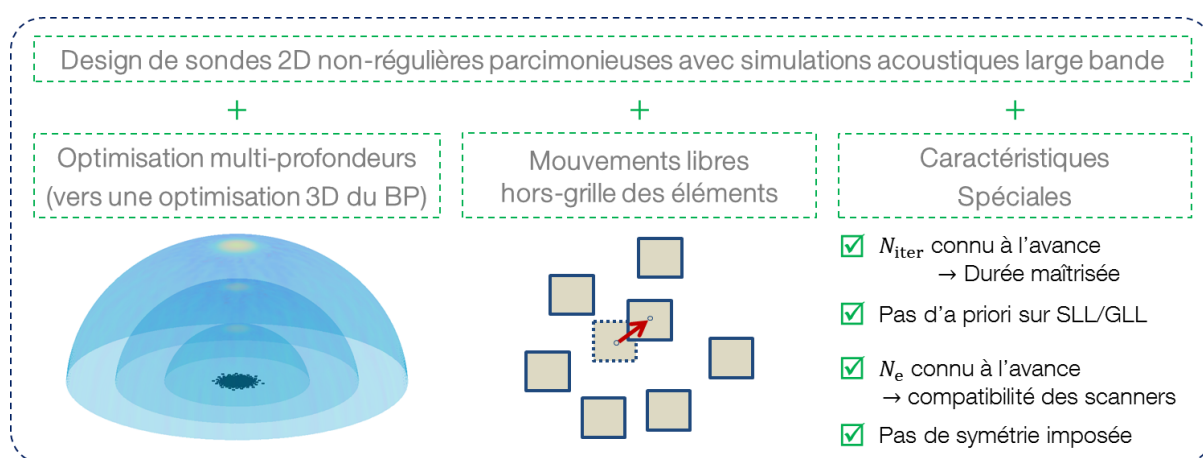 Design de sondes 2D non-régulières parcimonieuses avec simulations acoustiques large bande
+ + +
Optimisation multi-profondeurs
(vers une optimisation 3D du BP)
Mouvements libres
hors-grille des éléments
Caractéristiques
Spéciales
N_iter connu à l'avance
→ Durée maîtrisée
Pas d'a priori sur SLL/GLL
N_e connu à l'avance
→ compatibilité des scanners
Pas de symétrie imposée